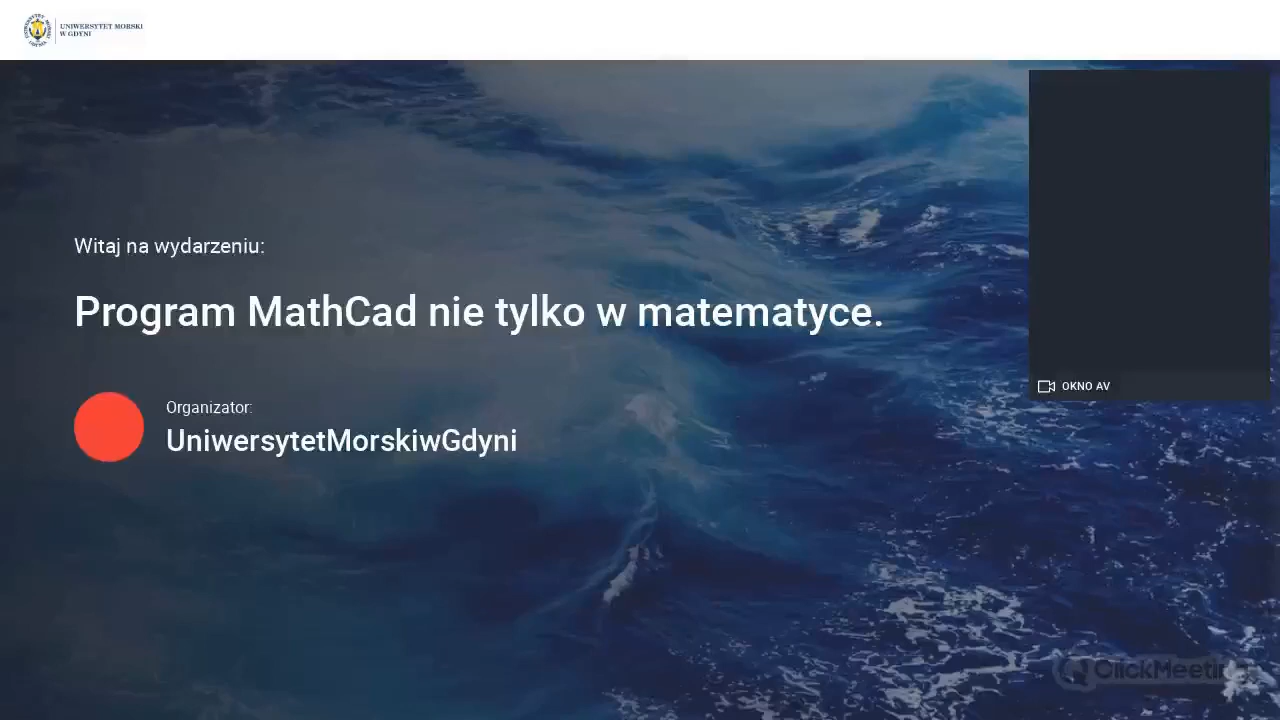 UNIWERSYTET MORSKI
W GDYNI
Witaj na wydarzeniu:
Program MathCad nie tylko w matematyce.
Organizator:
UniwersytetMorskiwGdyni
OKNO AV
ClickMeeting